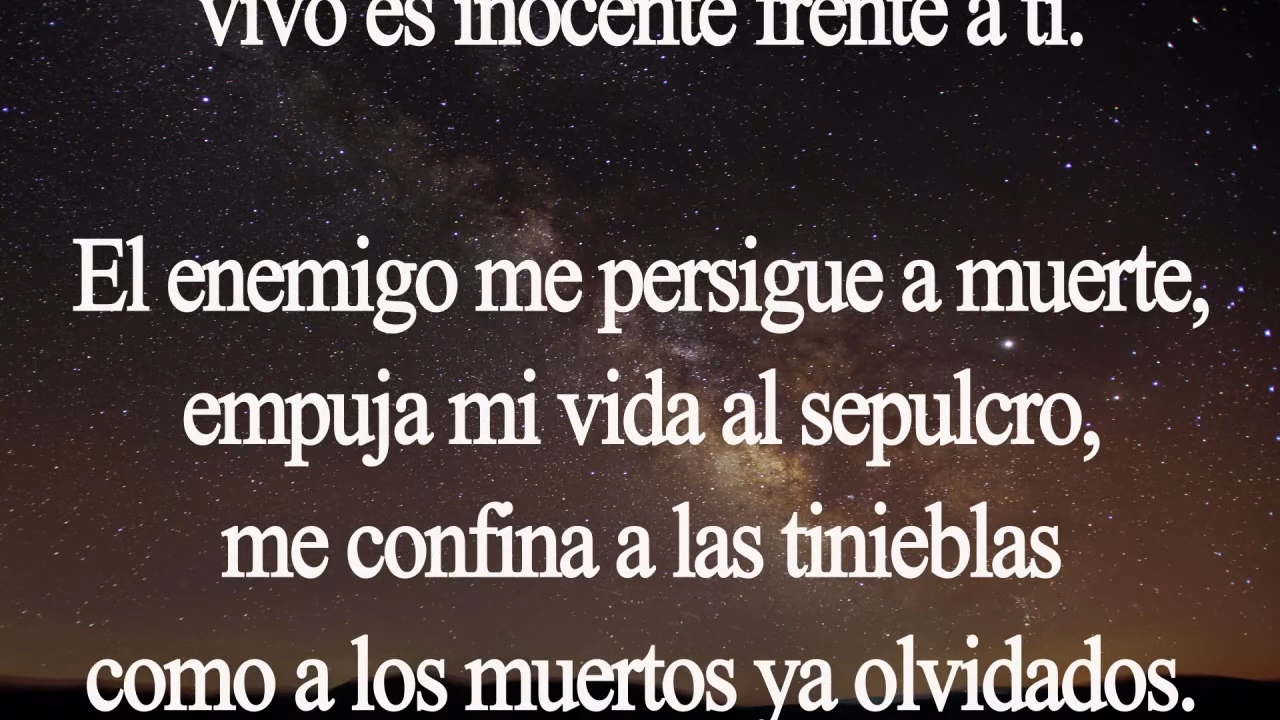 vivo es inocente frente a ti.
El enemigo me persigue a muerte,
empuja mi vida al sepulcro,
me confina a las tinieblas
como a los muertos ya olvidados.